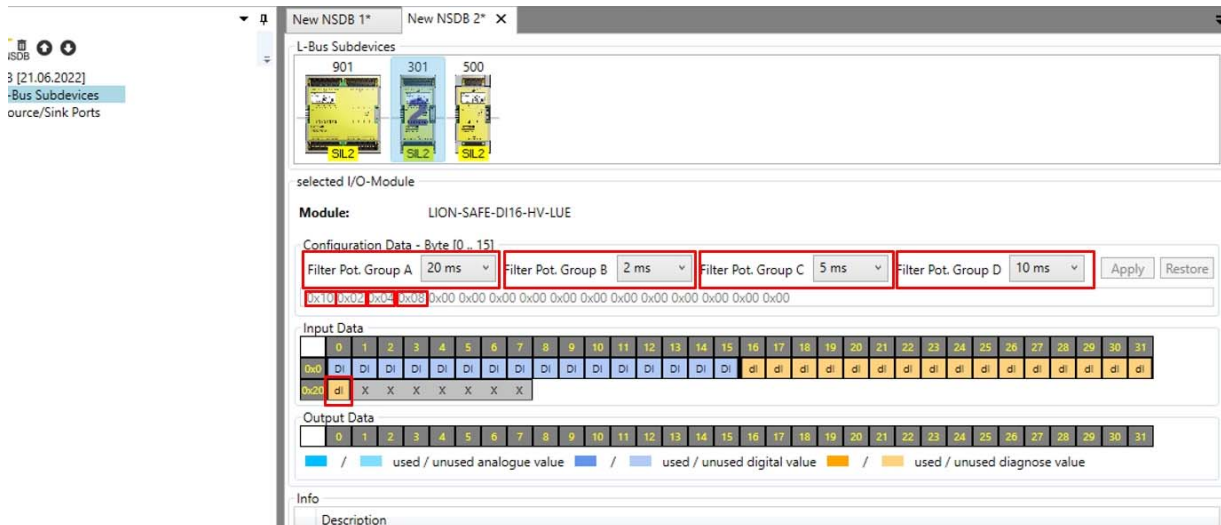 New NSDB 1*
New NSDB 2* X
NSDB
[21.06.2022]
-Bus Subdevices
ource/Sink Ports
L-Bus Subdevices
901 301 500
2
SIL2 SIL2 SIL2
selected I/O-Module
Module: LION-SAFE-DI16-HV-LUE
Configuration Data - Byte [0 .. 15]
Filter Pot. Group A 20 ms Filter Pot. Group B 2 ms Filter Pot. Group C 5 ms Filter Pot. Group D 10 ms Apply Restore
0x10 0x02 0x04 0x08 0x00 0x00 0x00 0x00 0x00 0x00 0x00 0x00 0x00 0x00 0x00 0x00
Input Data
0 1 2 3 4 5 6 7 8 9 10 11 12 13 14 15 16 17 18 19 20 21 22 23 24 25 26 27 28 29 30 31
0x0 DI DI DI DI DI DI DI DI DI DI DI DI DI DI DI DI dI dI dI dI dI dI dI dI dI dI dI dI dI dI dI dI
0x20 dI X X X X X X X
Output Data
0 1 2 3 4 5 6 7 8 9 10 11 12 13 14 15 16 17 18 19 20 21 22 23 24 25 26 27 28 29 30 31
/ used / unused analogue value / used / unused digital value / used / unused diagnose value
Info
Description